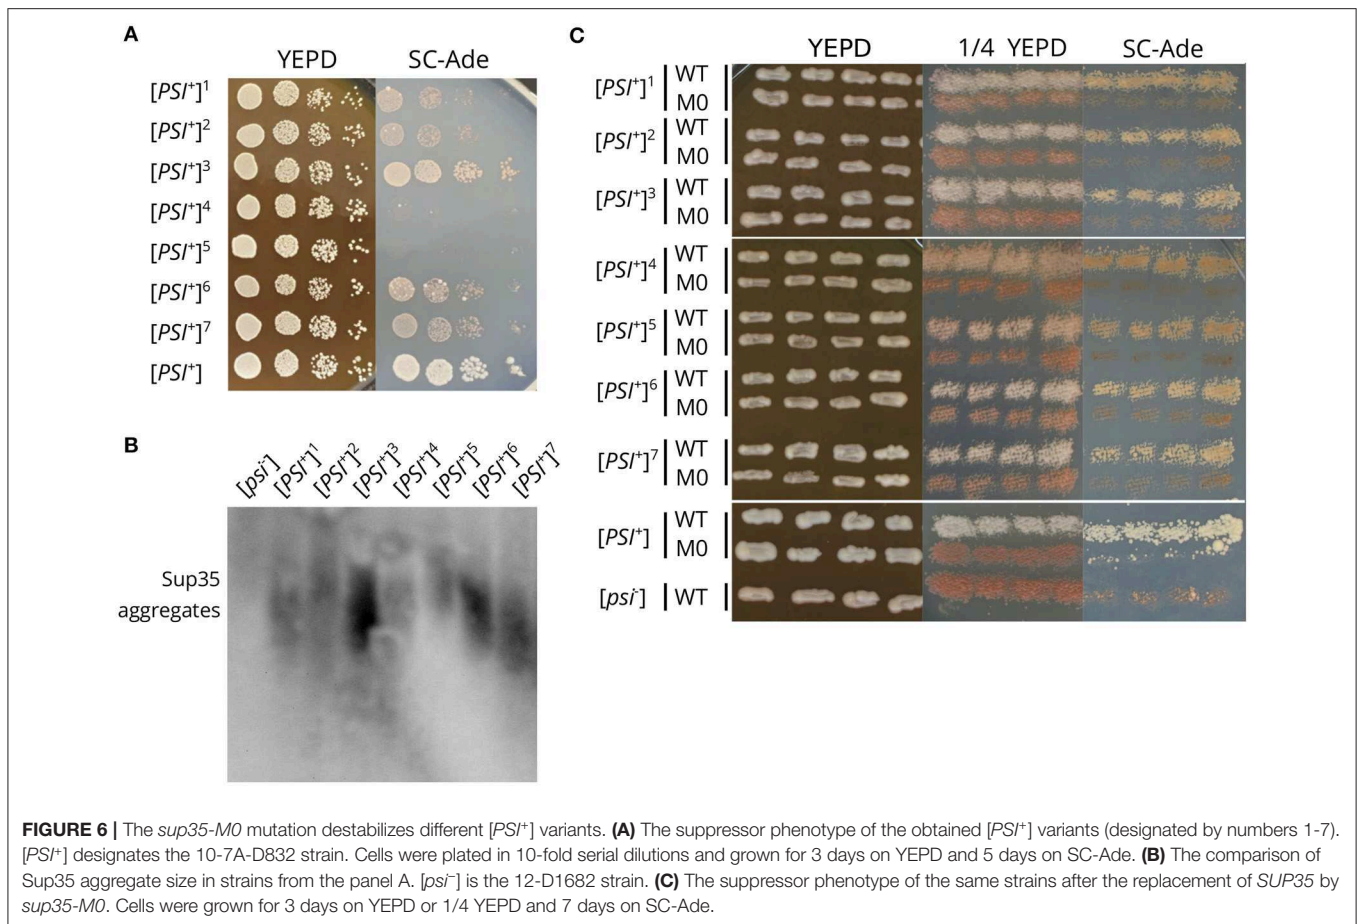 A
YEPD SC-Ade
[PSI⁺]¹
[PSI⁺]²
[PSI⁺]³
[PSI⁺]⁴
[PSI⁺]⁵
[PSI⁺]⁶
[PSI⁺]⁷
[PSI⁺]
B
[psi⁻] [PSI⁺]¹ [PSI⁺]² [PSI⁺]³ [PSI⁺]⁴ [PSI⁺]⁵ [PSI⁺]⁶ [PSI⁺]⁷
Sup35
aggregates
C
YEPD 1/4 YEPD SC-Ade
[PSI⁺]¹ WT
M0
[PSI⁺]² WT
M0
[PSI⁺]³ WT
M0
[PSI⁺]⁴ WT
M0
[PSI⁺]⁵ WT
M0
[PSI⁺]⁶ WT
M0
[PSI⁺]⁷ WT
M0
[PSI⁺] WT
M0
[psi⁻] WT
FIGURE 6 | The sup35-M0 mutation destabilizes different [PSI⁺] variants. (A) The suppressor phenotype of the obtained [PSI⁺] variants (designated by numbers 1-7).
[PSI⁺] designates the 10-7A-D832 strain. Cells were plated in 10-fold serial dilutions and grown for 3 days on YEPD and 5 days on SC-Ade. (B) The comparison of
Sup35 aggregate size in strains from the panel A. [psi⁻] is the 12-D1682 strain. (C) The suppressor phenotype of the same strains after the replacement of SUP35 by
sup35-M0. Cells were grown for 3 days on YEPD or 1/4 YEPD and 7 days on SC-Ade.